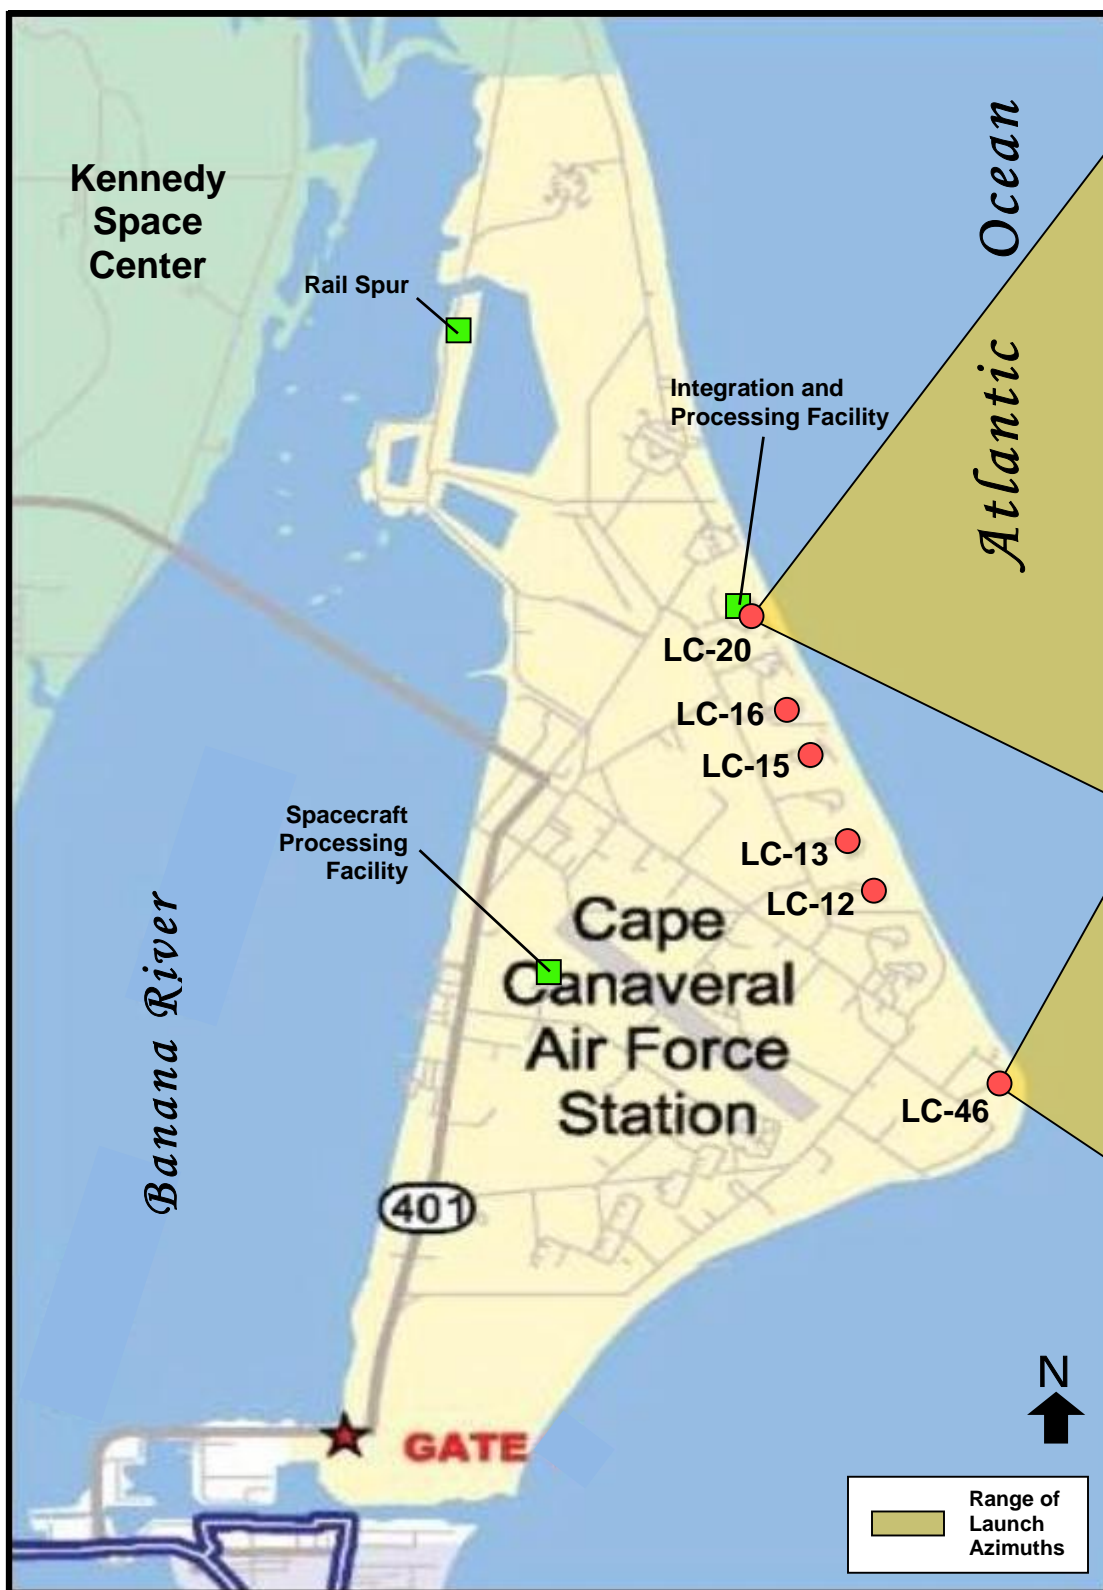 Kennedy
Space
Center
Rail Spur
Atlantic Ocean
Integration and
Processing Facility
LC-20
LC-16
LC-15
LC-13
LC-12
Spacecraft
Processing
Facility
Banana River
Cape
Canaveral
Air Force
Station
LC-46
401
GATE
N
Range of
Launch
Azimuths